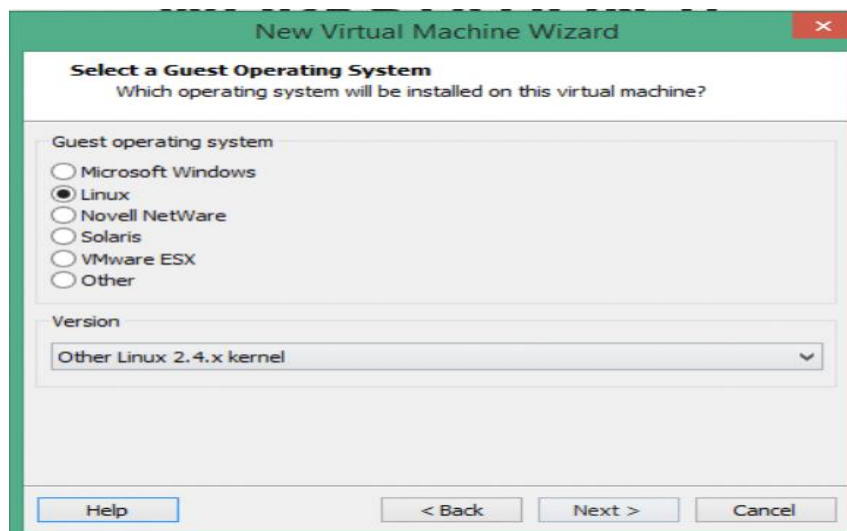 New Virtual Machine Wizard
Select a Guest Operating System
Which operating system will be installed on this virtual machine?
Guest operating system
Microsoft Windows
Linux
Novell NetWare
Solaris
VMware ESX
Other
Version
Other Linux 2.4.x kernel
Help < Back Next > Cancel